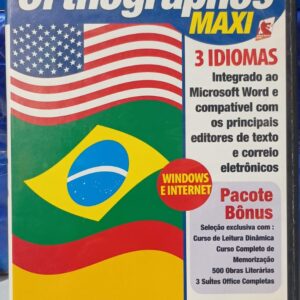 Orthographos
MAXI
3 IDIOMAS
Integrado ao
Microsoft Word e
compatível com
os principais
editores de texto
e correio
eletrônicos
WINDOWS
E INTERNET
Pacote
Bônus
Seleção exclusiva com :
Curso de Leitura Dinâmica
Curso Completo de
Memorização
500 Obras Literárias
3 Suítes Office Completas